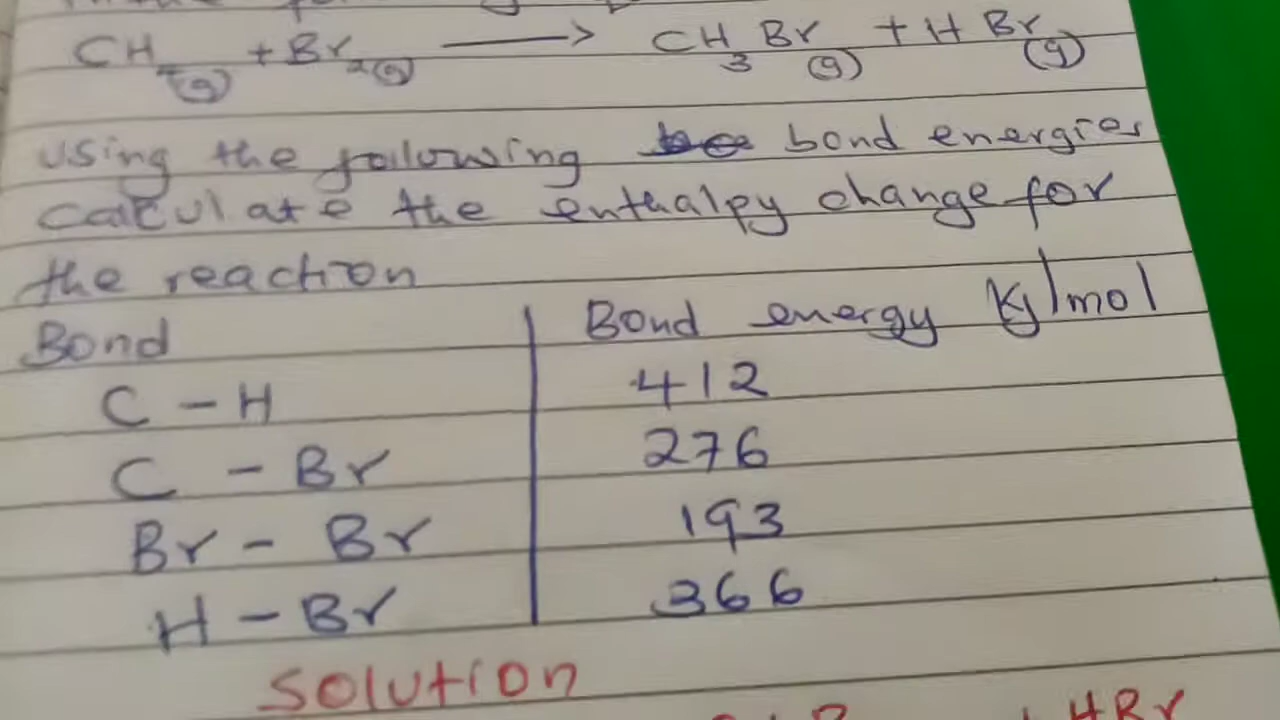 CH4(g) + Br2(g) ⟶ CH3Br(g) + HBr(g)
Using the following bond energies
calculate the enthalpy change for
the reaction
Bond | Bond energy KJ/mol
C - H | 412
C - Br | 276
Br - Br | 193
H - Br | 366
Solution
HBr